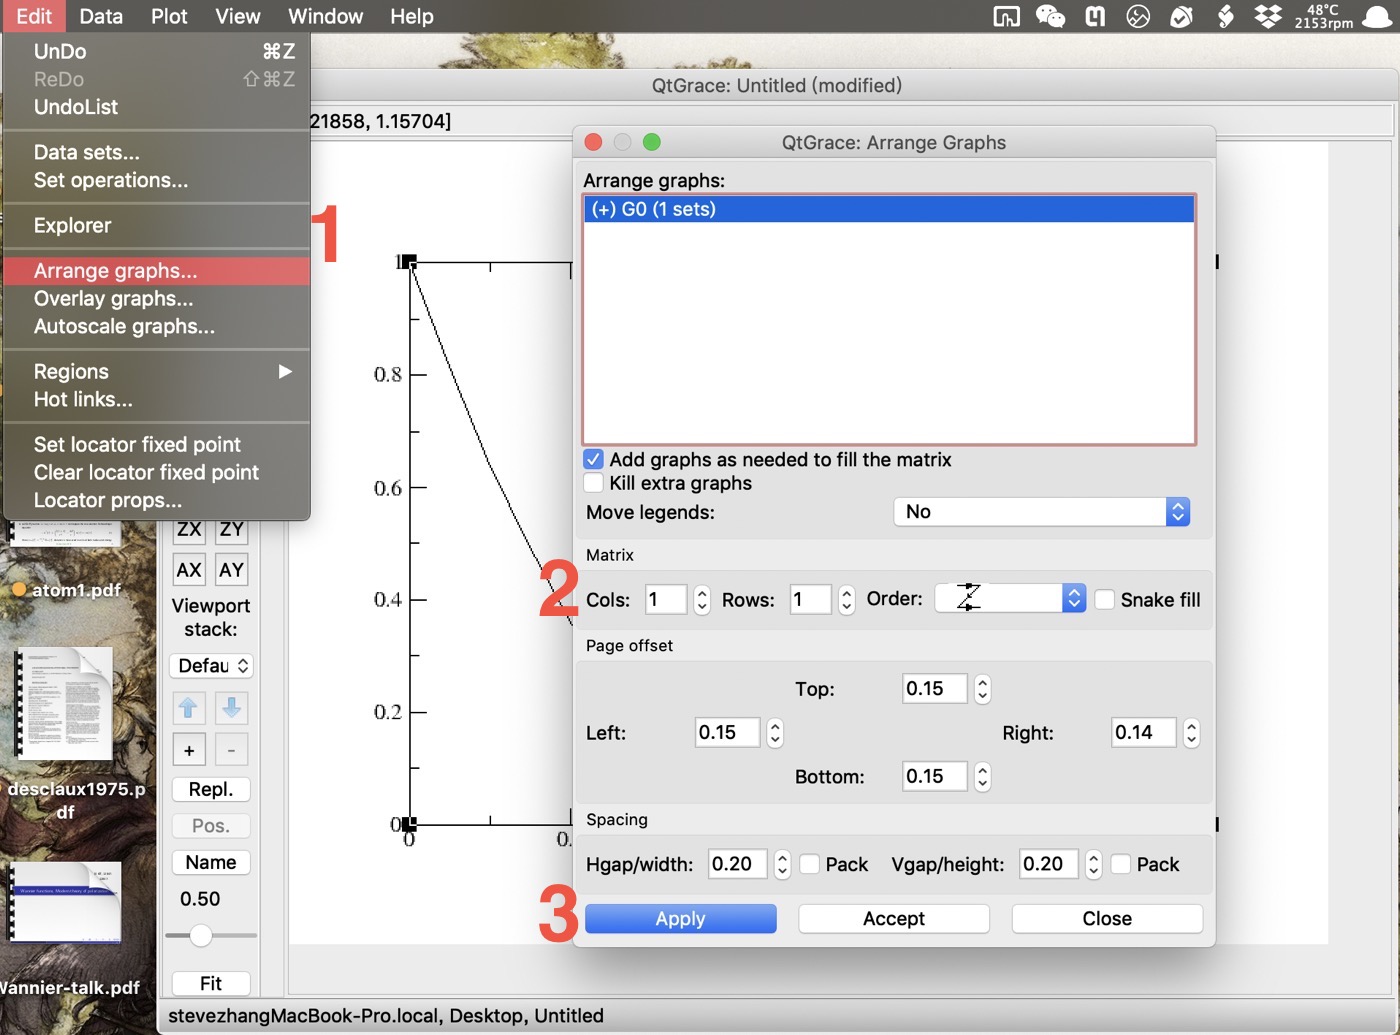 Edit Data Plot View Window Help
48°C
2153rpm
UnDo ⌘Z
ReDo ⇧⌘Z
UndoList
Data sets...
Set operations...
Explorer
Arrange graphs...
Overlay graphs...
Autoscale graphs...
Regions ▶
Hot links...
Set locator fixed point
Clear locator fixed point
Locator props...
1
QtGrace: Untitled (modified)
21858, 1.15704]
ZX ZY
AX AY
Viewport
stack:
Defau
+ -
Repl.
Pos.
Name
0.50
Fit
atom1.pdf
desclaux1975.p
df
Wannier-talk.pdf
1
0.8
0.6
0.4
0.2
0
0
0.
QtGrace: Arrange Graphs
Arrange graphs:
(+) G0 (1 sets)
Add graphs as needed to fill the matrix
Kill extra graphs
Move legends: No
Matrix
2
Cols: 1 Rows: 1 Order: Snake fill
Page offset
Top: 0.15
Left: 0.15 Right: 0.14
Bottom: 0.15
Spacing
Hgap/width: 0.20 Pack Vgap/height: 0.20 Pack
3
Apply Accept Close
stevezhangMacBook-Pro.local, Desktop, Untitled